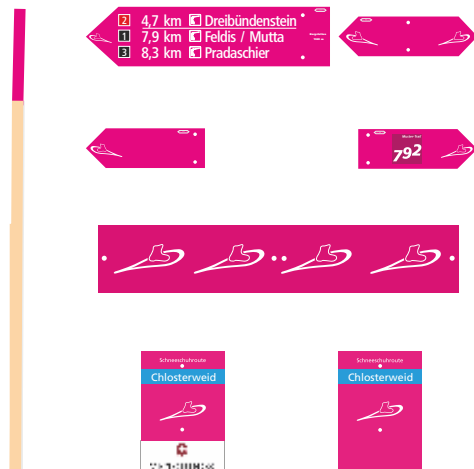 2 4,7 km Dreibündenstein
1 7,9 km Feldis / Mutta
3 8,3 km Pradaschier
792
Schneeschuhroute
Chlosterweid
Schneeschuhroute
Chlosterweid